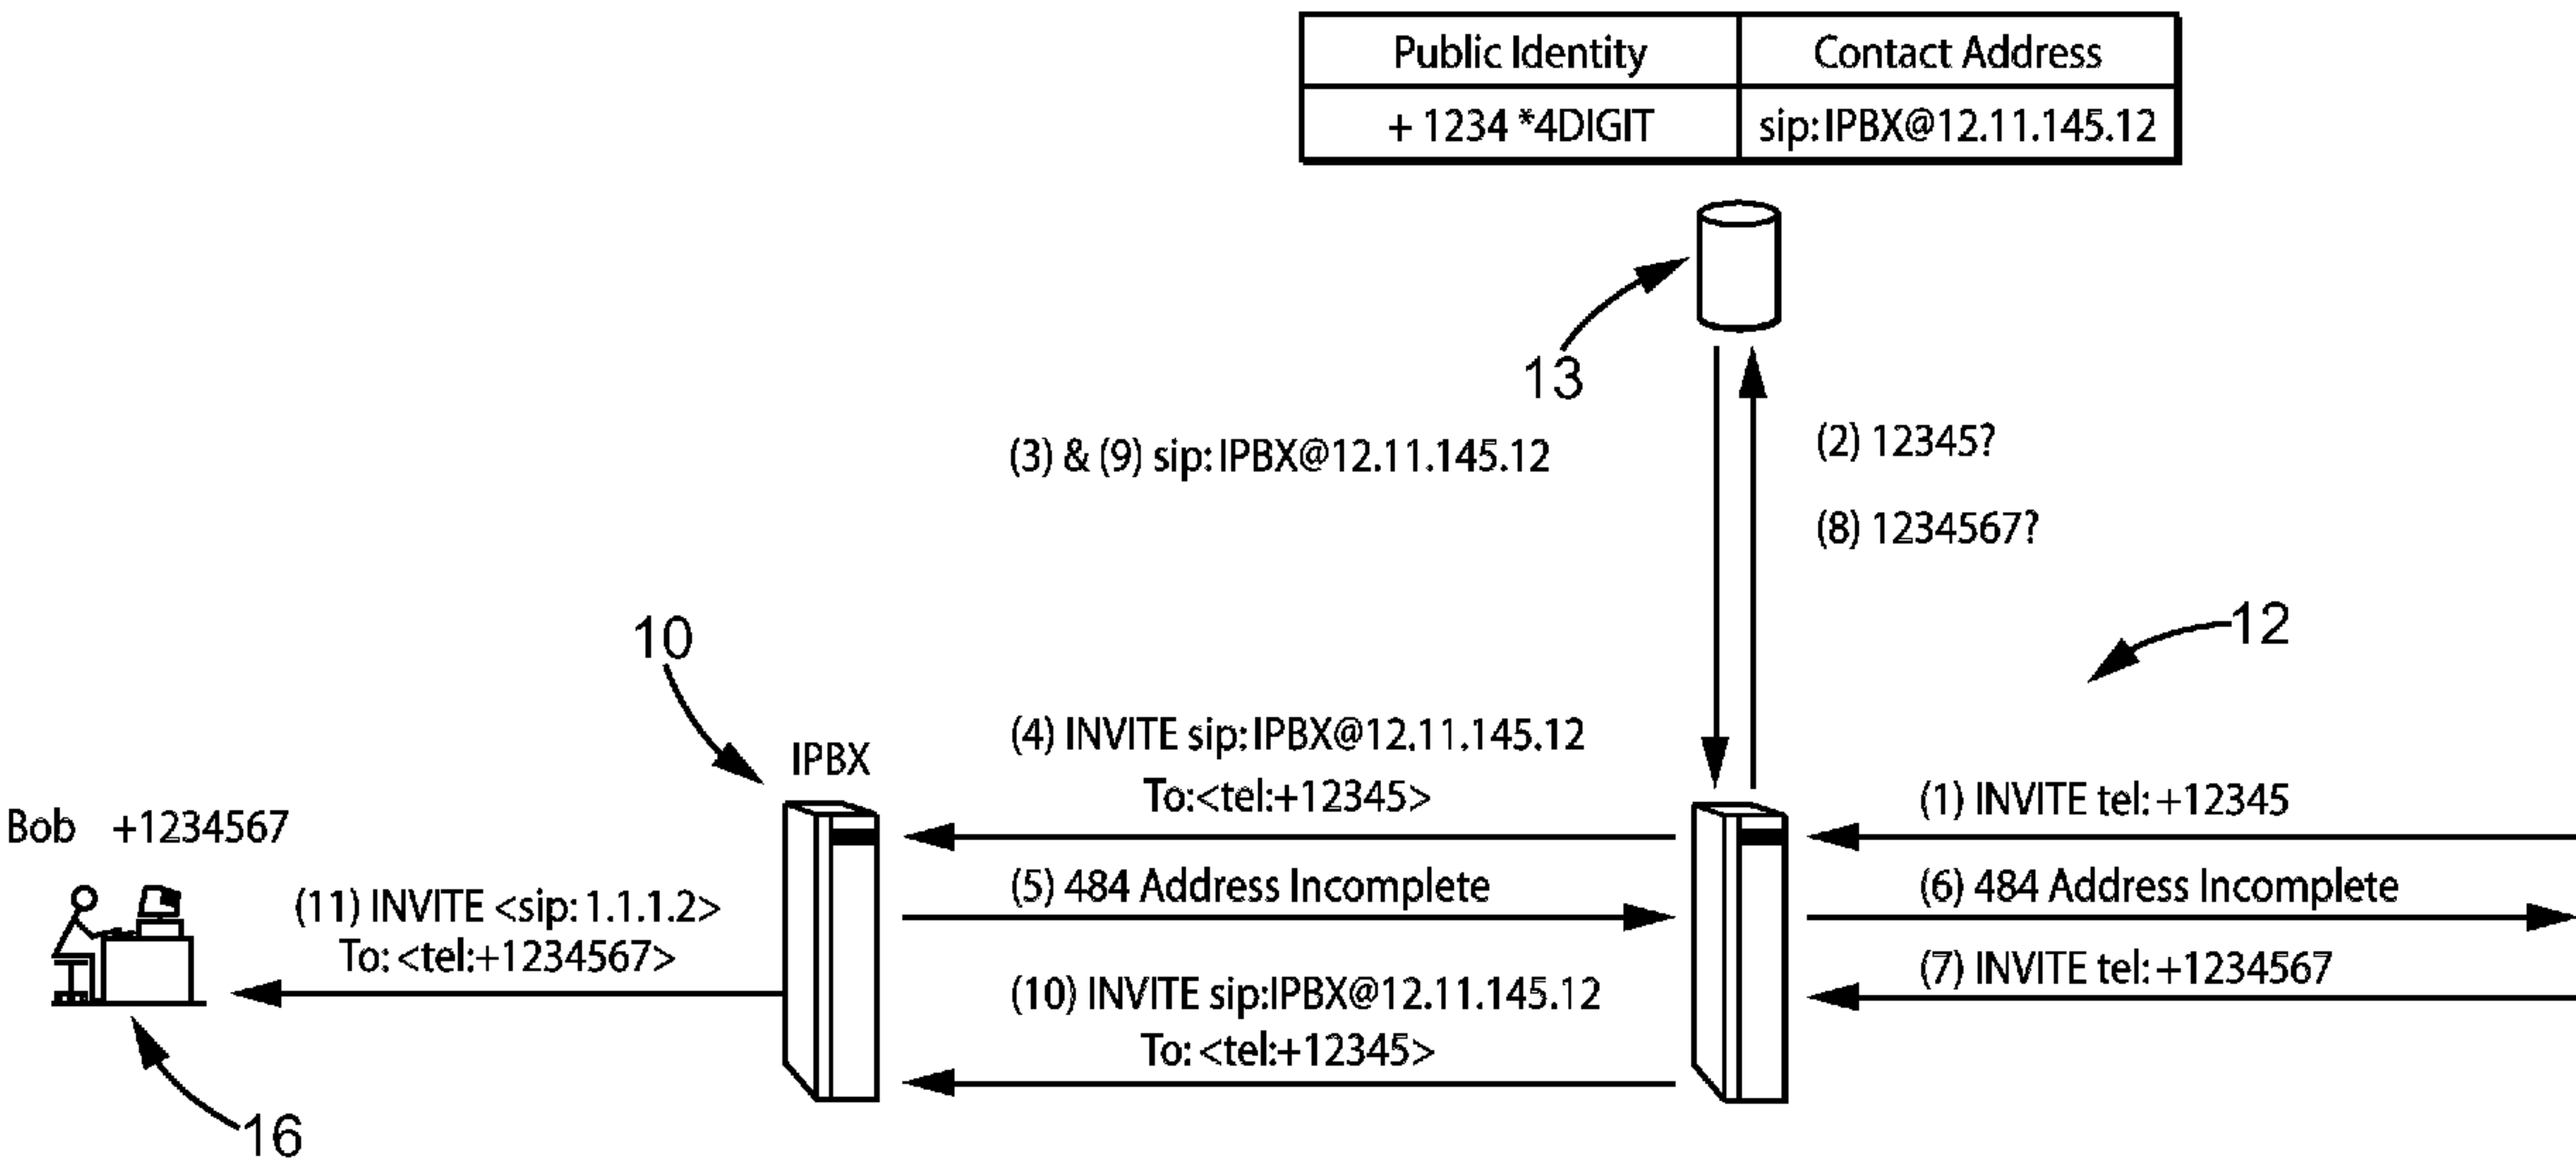 Public Identity Contact Address
+ 1234 *4DIGIT sip:IPBX@12.11.145.12
13
(3) & (9) sip:IPBX@12.11.145.12
(2) 12345?
(8) 1234567?
10
12
IPBX
(4) INVITE sip:IPBX@12.11.145.12
To:<tel:+12345>
(1) INVITE tel:+12345
Bob +1234567
(5) 484 Address Incomplete
(6) 484 Address Incomplete
(11) INVITE <sip: 1.1.1.2>
To: <tel:+1234567>
(7) INVITE tel:+1234567
(10) INVITE sip:IPBX@12.11.145.12
To: <tel:+12345>
16